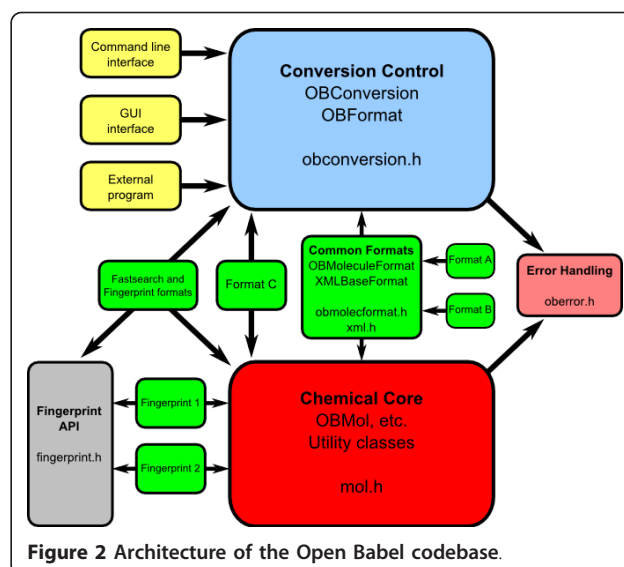 Command line
interface
GUI
interface
External
program
Conversion Control
OBConversion
OBFormat
obconversion.h
Fastsearch and
Fingerprint formats
Format C
Common Formats
OBMoleculeFormat
XMLBaseFormat
obmolecformat.h
xml.h
Format A
Format B
Error Handling
oberror.h
Fingerprint
API
fingerprint.h
Fingerprint 1
Fingerprint 2
Chemical Core
OBMol, etc.
Utility classes
mol.h
Figure 2 Architecture of the Open Babel codebase.